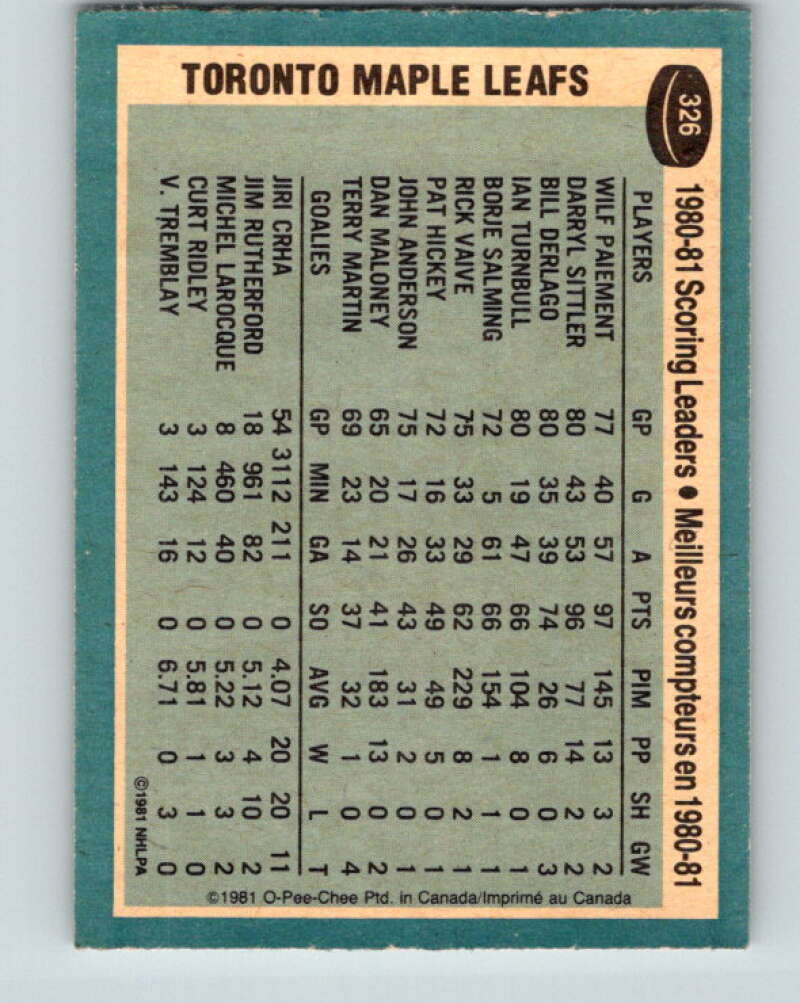 TORONTO MAPLE LEAFS
326
1980-81 Scoring Leaders • Meilleurs compteurs en 1980-81
PLAYERS GP G A PTS PIM PP SH GW
WILF PAIEMENT 77 40 57 97 145 13 3 2
DARRYL SITTLER 80 43 53 96 77 14 2 2
BILL DERLAGO 80 35 39 74 26 6 0 3
IAN TURNBULL 80 19 47 66 104 8 1 1
BORJE SALMING 72 5 61 66 154 1 1 1
RICK VAIVE 75 33 29 62 229 8 2 1
PAT HICKEY 72 16 33 49 49 5 0 1
JOHN ANDERSON 75 17 26 43 31 2 0 1
DAN MALONEY 65 20 21 41 183 13 0 2
TERRY MARTIN 69 23 14 37 32 1 0 4
GOALIES GP MIN GA SO AVG W L T
JIRI CRHA 54 3112 211 0 4.07 20 20 11
JIM RUTHERFORD 18 961 82 0 5.12 4 10 2
MICHEL LAROCQUE 8 460 40 0 5.22 3 3 2
CURT RIDLEY 3 124 12 0 5.81 1 1 0
V. TREMBLAY 3 143 16 0 6.71 0 3 0
©1981 NHLPA
©1981 O-Pee-Chee Ptd. in Canada/Imprimé au Canada